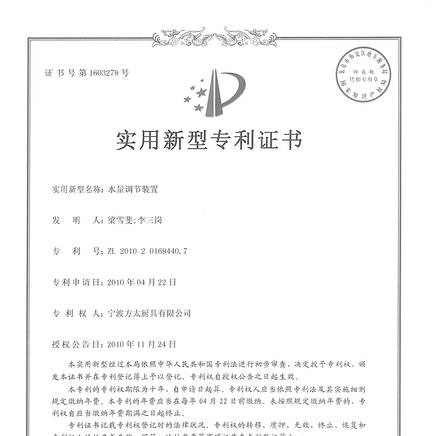 证书号第1603279号
印花税
代扣专用章
实用新型专利证书
实用新型名称：水量调节装置
发 明 人：梁雪斐;李三岗
专 利 号：ZL 2010 2 0169440.7
专利申请日：2010年04月22日
专 利 权 人：宁波方太厨具有限公司
授权公告日：2010年11月24日
本实用新型经过本局依照中华人民共和国专利法进行初步审查，决定授予专利权，颁
发本证书并在专利登记簿上予以登记。专利权自授权公告之日起生效。
本专利的专利权期限为十年，自申请日起算。专利权人应当依照专利法及其实施细则
规定缴纳年费。本专利的年费应当在每年04月22日前缴纳。未按照规定缴纳年费的，专利
权自应当缴纳年费期满之日起终止。
专利证书记载专利权登记时的法律状况。专利权的转移、质押、无效、终止、恢复和